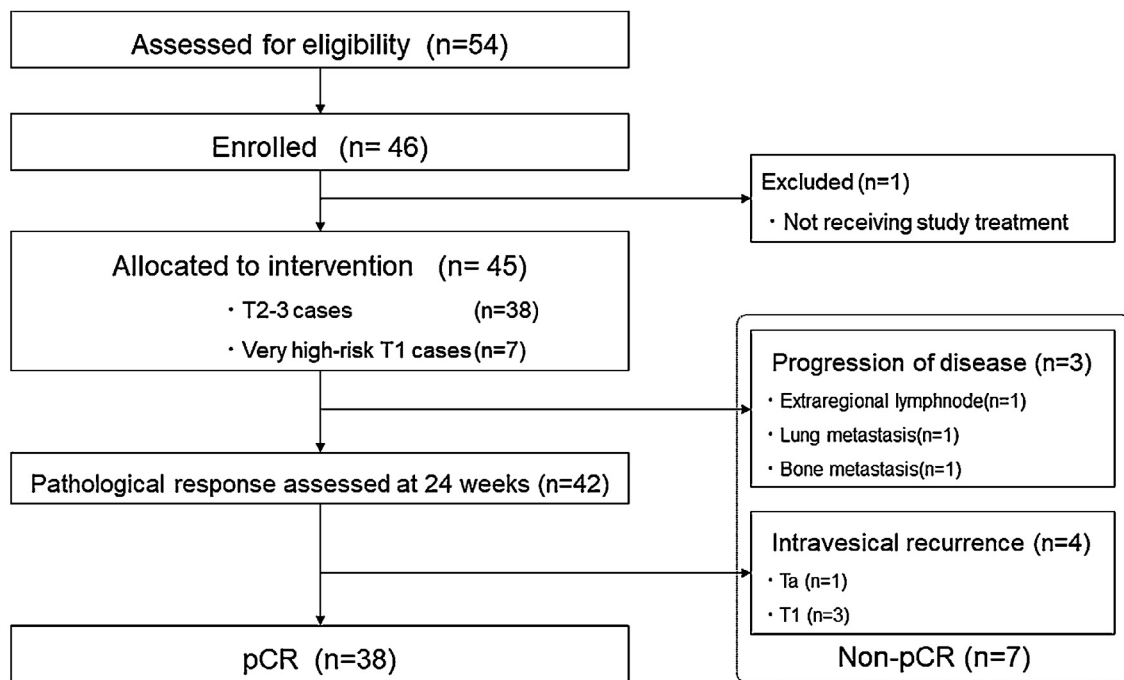 Assessed for eligibility (n=54)
Enrolled (n= 46)
Excluded (n=1)
・Not receiving study treatment
Allocated to intervention (n= 45)
・T2-3 cases (n=38)
・Very high-risk T1 cases (n=7)
Progression of disease (n=3)
・Extraregional lymphnode(n=1)
・Lung metastasis(n=1)
・Bone metastasis(n=1)
Pathological response assessed at 24 weeks (n=42)
Intravesical recurrence (n=4)
・Ta (n=1)
・T1 (n=3)
pCR (n=38)
Non-pCR (n=7)